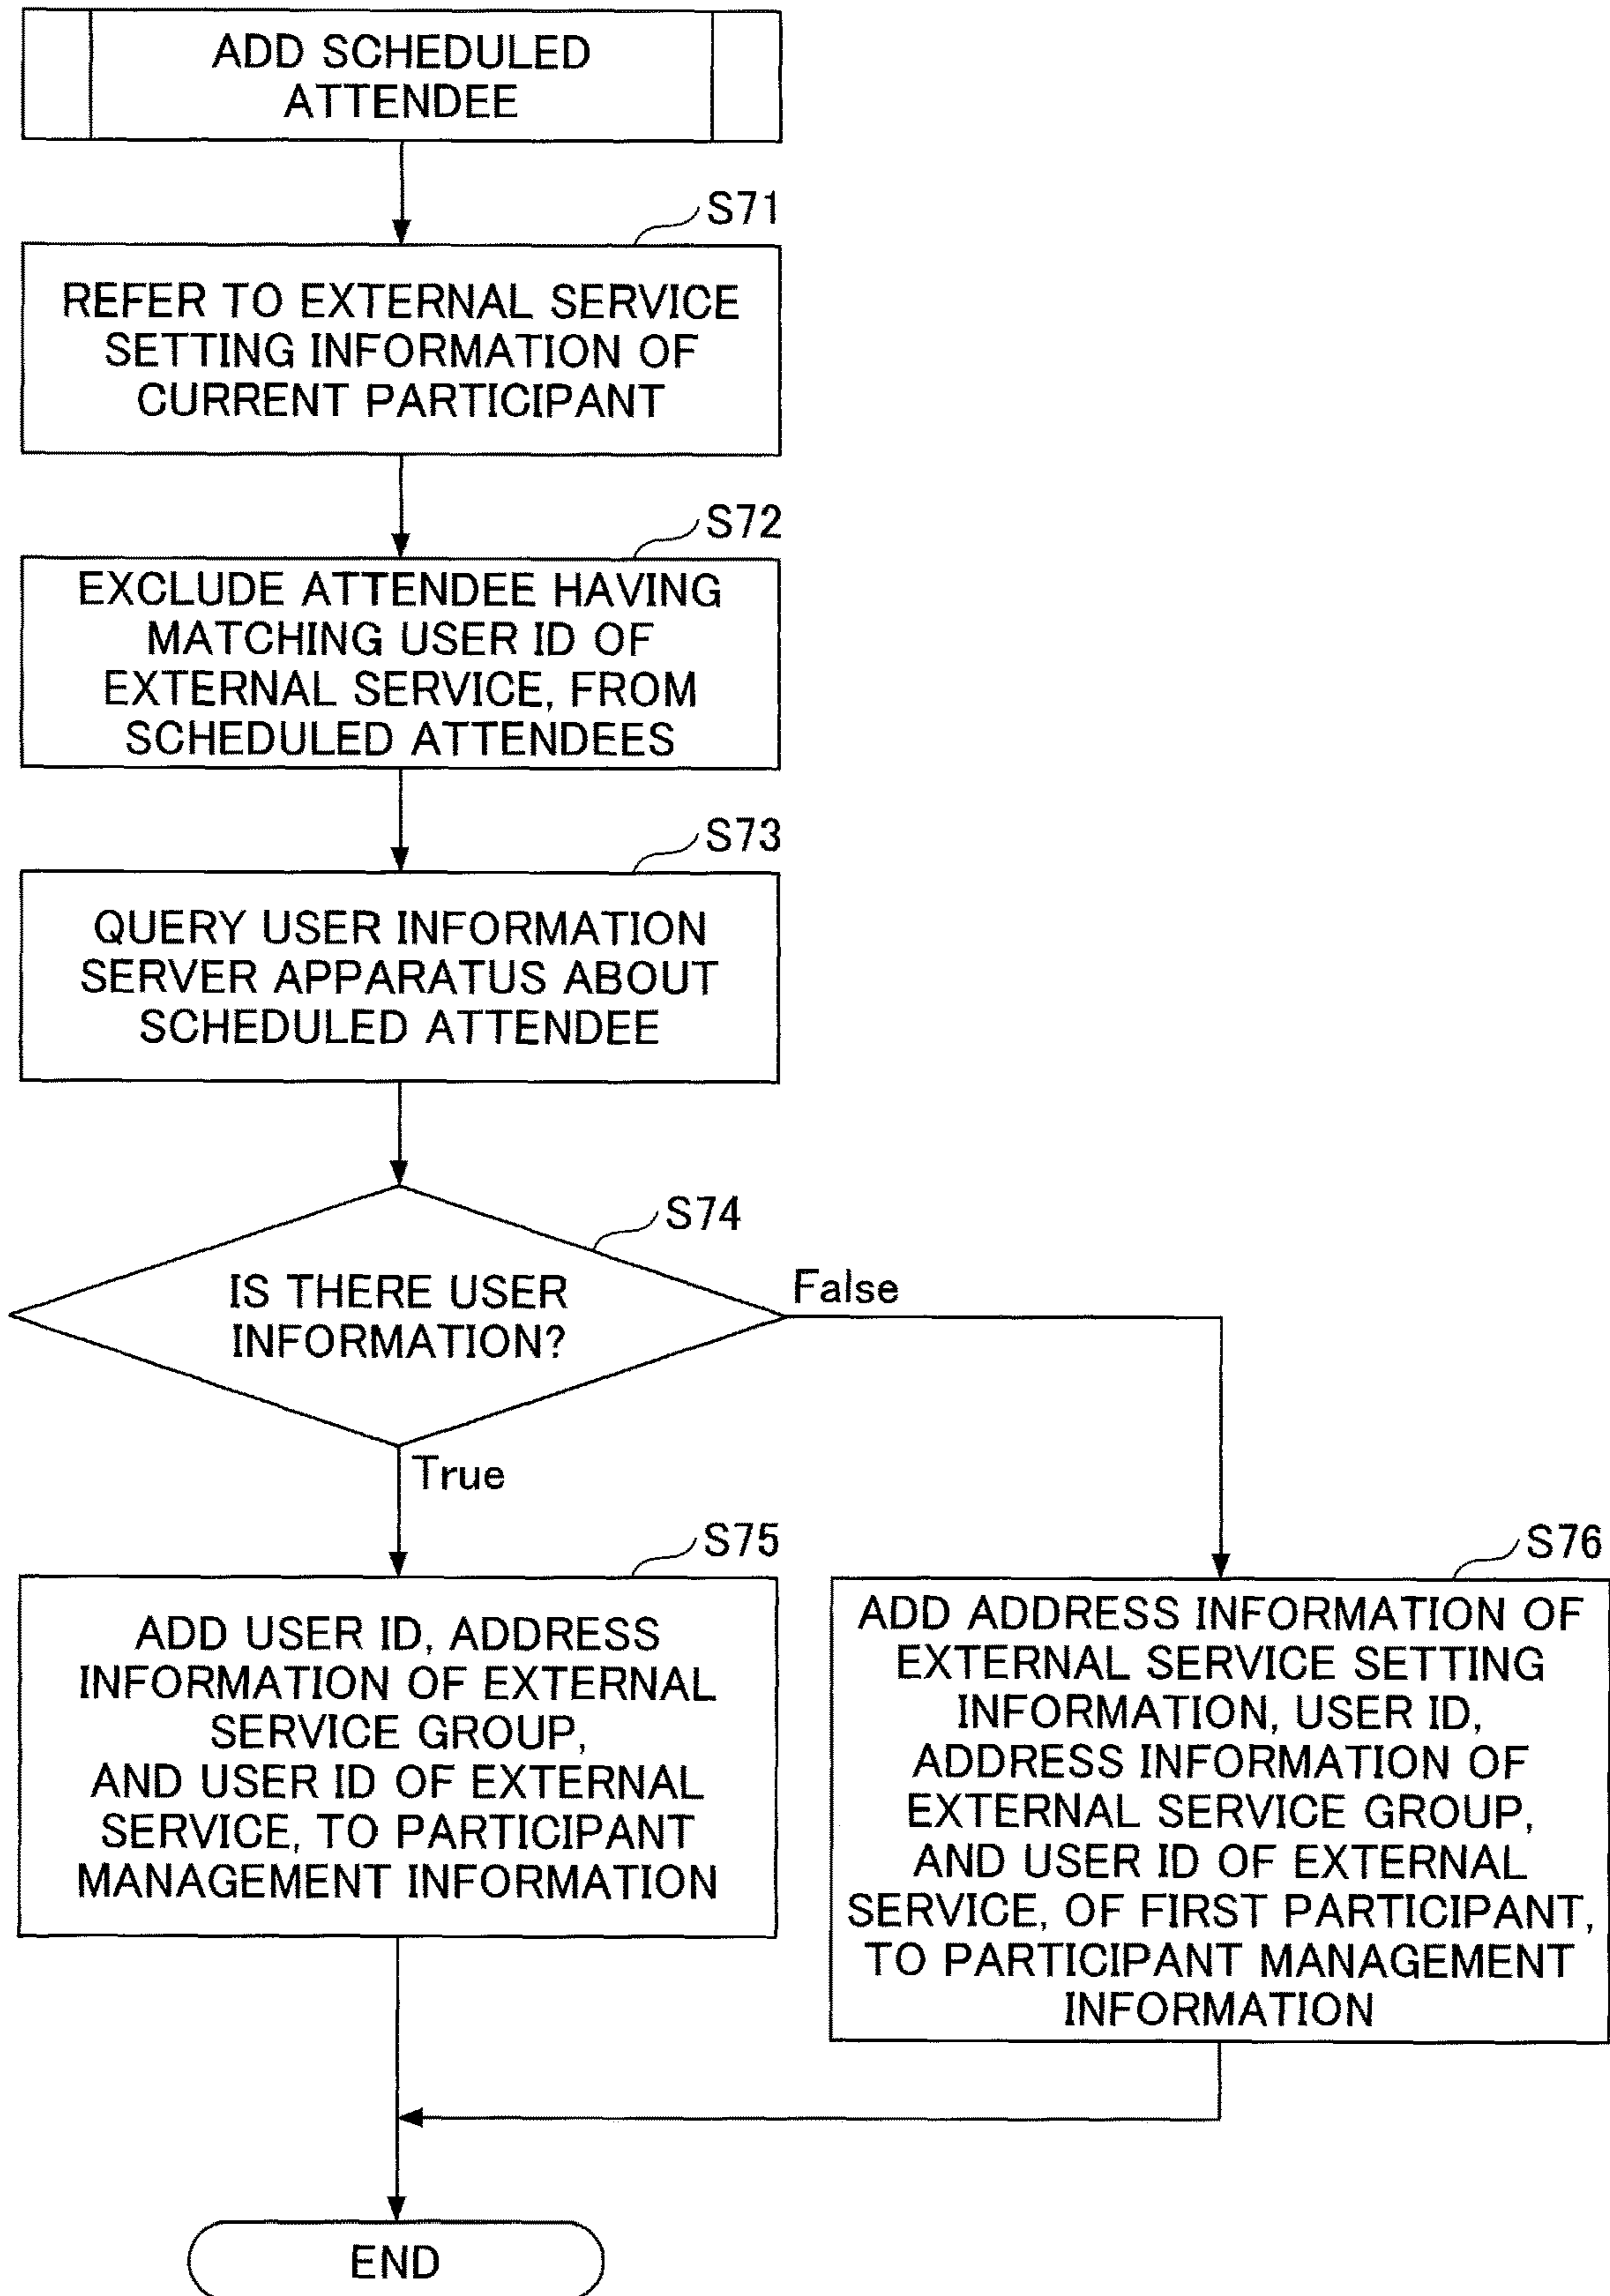 ADD SCHEDULED
ATTENDEE
S71
REFER TO EXTERNAL SERVICE
SETTING INFORMATION OF
CURRENT PARTICIPANT
S72
EXCLUDE ATTENDEE HAVING
MATCHING USER ID OF
EXTERNAL SERVICE, FROM
SCHEDULED ATTENDEES
S73
QUERY USER INFORMATION
SERVER APPARATUS ABOUT
SCHEDULED ATTENDEE
S74
IS THERE USER
INFORMATION?
False
True
S75
ADD USER ID, ADDRESS
INFORMATION OF EXTERNAL
SERVICE GROUP,
AND USER ID OF EXTERNAL
SERVICE, TO PARTICIPANT
MANAGEMENT INFORMATION
S76
ADD ADDRESS INFORMATION OF
EXTERNAL SERVICE SETTING
INFORMATION, USER ID,
ADDRESS INFORMATION OF
EXTERNAL SERVICE GROUP,
AND USER ID OF EXTERNAL
SERVICE, OF FIRST PARTICIPANT,
TO PARTICIPANT MANAGEMENT
INFORMATION
END